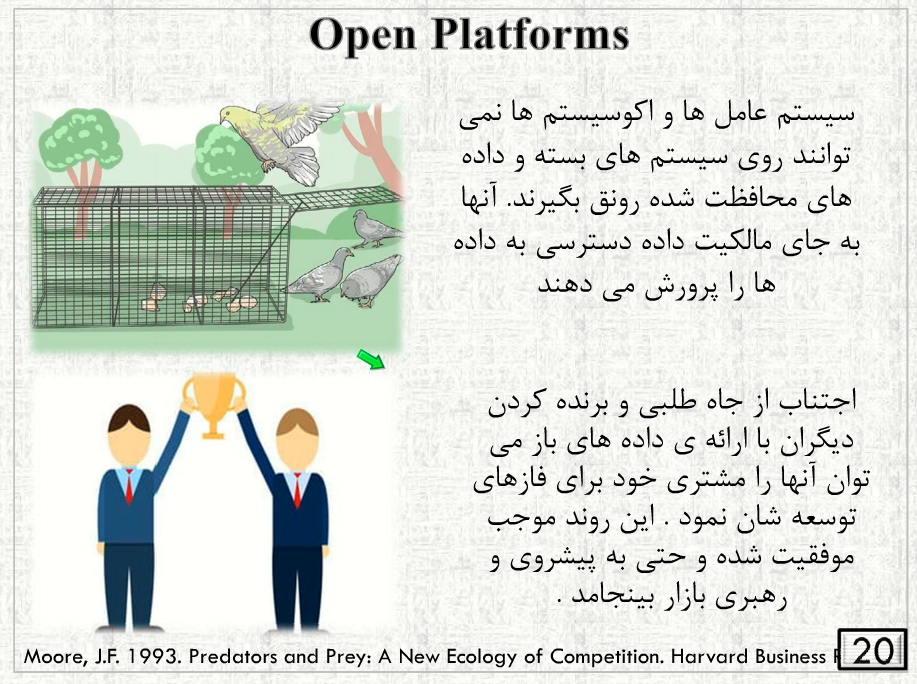 Open Platforms
سیستم عامل ها و اکوسیستم ها نمی
توانند روی سیستم های بسته و داده
های محافظت شده رونق بگیرند. آنها
به جای مالکیت داده دسترسی به داده
ها را پرورش می دهند
اجتناب از جاه طلبی و برنده کردن
دیگران با ارائه ی داده های باز می
توان آنها را مشتری خود برای فازهای
توسعه شان نمود . این روند موجب
موفقیت شده و حتی به پیشروی و
رهبری بازار بینجامد .
Moore, J.F. 1993. Predators and Prey: A New Ecology of Competition. Harvard Business
20